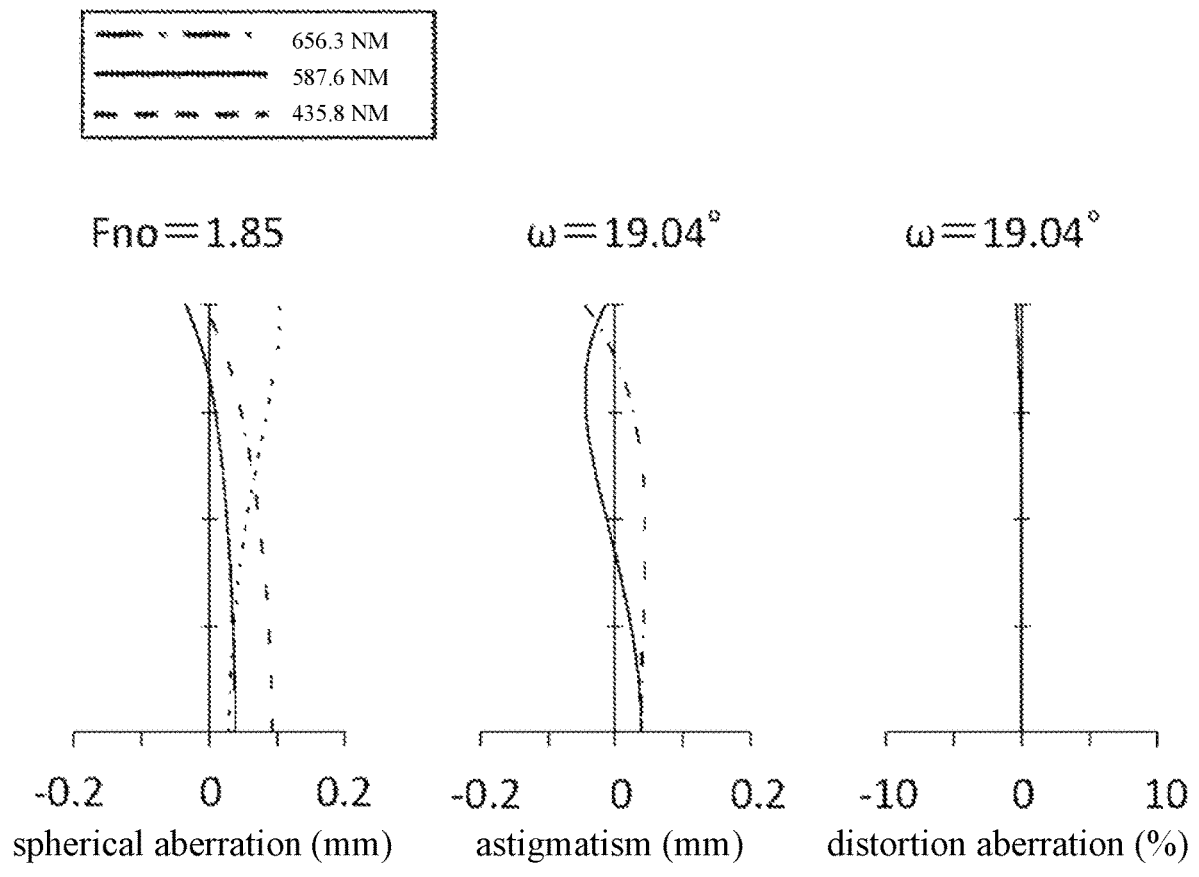 656.3 NM
587.6 NM
435.8 NM
Fno=1.85
ω=19.04°
ω=19.04°
-0.2 0 0.2
-0.2 0 0.2
-10 0 10
spherical aberration (mm)
astigmatism (mm)
distortion aberration (%)